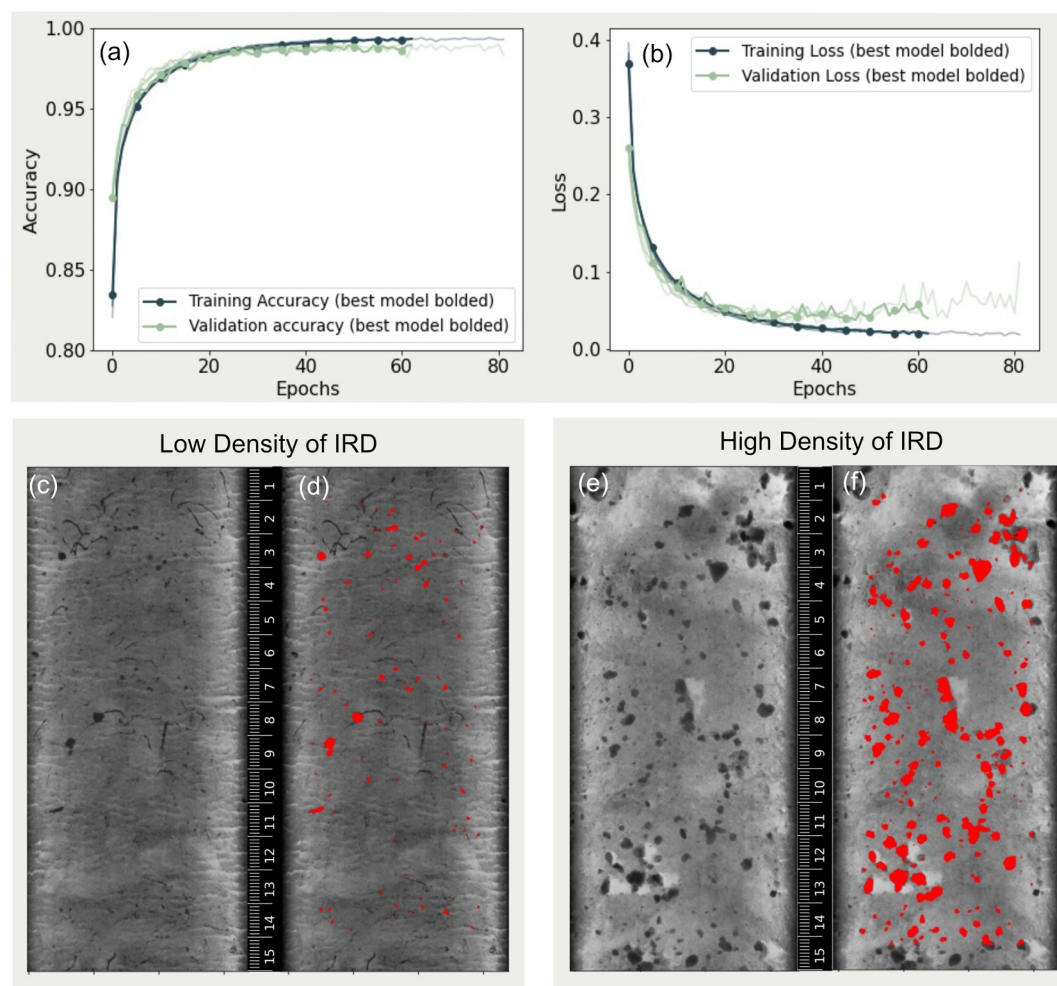 (a)
1.00
0.95
0.90
0.85
0.80
Accuracy
Training Accuracy (best model bolded)
Validation accuracy (best model bolded)
0 20 40 60 80
Epochs
(b)
0.4
0.3
0.2
0.1
0.0
Loss
Training Loss (best model bolded)
Validation Loss (best model bolded)
0 20 40 60 80
Epochs
Low Density of IRD
(c)
1
2
3
4
5
6
7
8
9
10
11
12
13
14
15
(d)
High Density of IRD
(e)
1
2
3
4
5
6
7
8
9
10
11
12
13
14
15
(f)